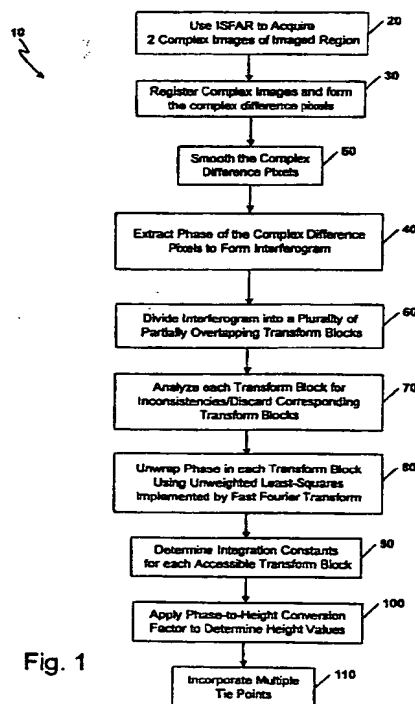 10
Use ISFAR to Acquire
2 Complex Images of Imaged Region
20
Register Complex Images and form
the complex difference pixels
30
Smooth the Complex
Difference Pixels
50
Extract Phase of the Complex Difference
Pixels to Form Interferogram
40
Divide Interferogram into a Plurality of
Partially Overlapping Transform Blocks
60
Analyze each Transform Block for
Inconsistencies/Discard Corresponding
Transform Blocks
70
Unwrap Phase in each Transform Block
Using Unweighted Least-Squares
Implemented by Fast Fourier Transform
80
Determine Integration Constants
for each Accessible Transform Block
90
Apply Phase-to-Height Conversion
Factor to Determine Height Values
100
Incorporate Multiple
Tie Points
110
Fig. 1